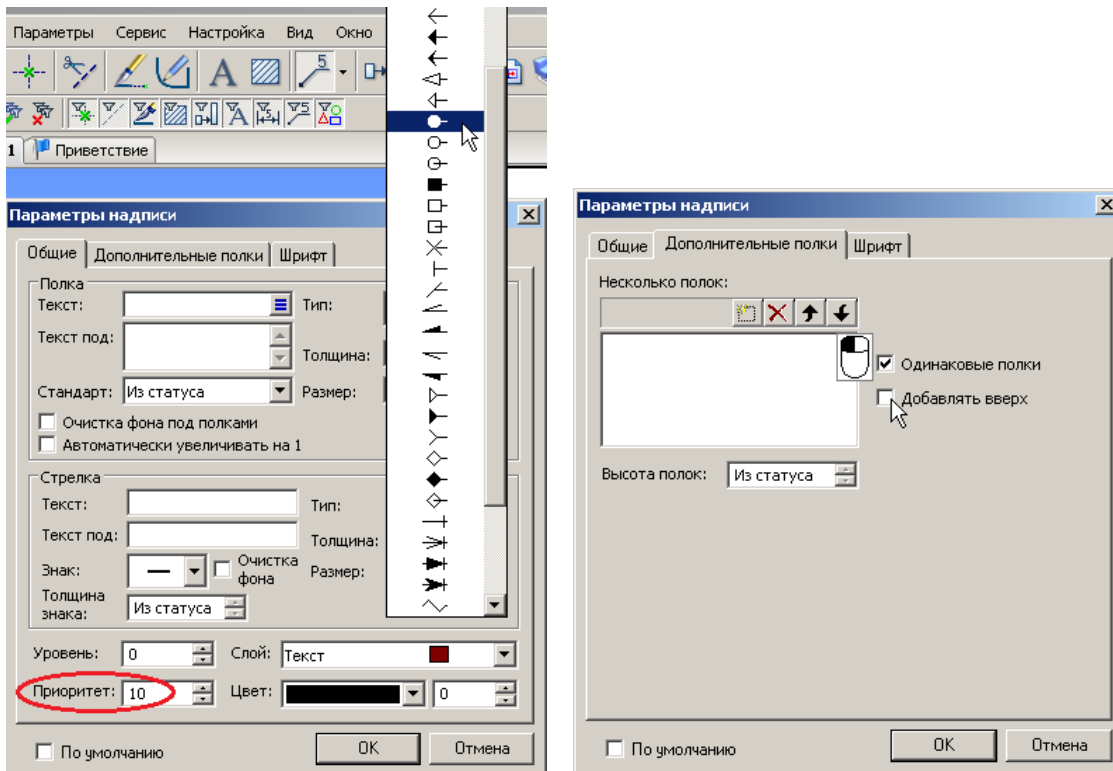 Параметры Сервис Настройка Вид Окно
5
5
1 Приветствие
Параметры надписи
Общие Дополнительные полки Шрифт
Полка
Текст: Тип:
Текст под:
Толщина:
Стандарт: Из статуса Размер:
Очистка фона под полками
Автоматически увеличивать на 1
Стрелка
Текст: Тип:
Текст под: Толщина:
Знак: Очистка фона Размер:
Толщина знака: Из статуса
Уровень: 0 Слой: Текст
Приоритет: 10 Цвет: 0
По умолчанию OK Отмена
Параметры надписи
Общие Дополнительные полки Шрифт
Несколько полок:
Одинаковые полки
Добавлять вверх
Высота полок: Из статуса
По умолчанию OK Отмена